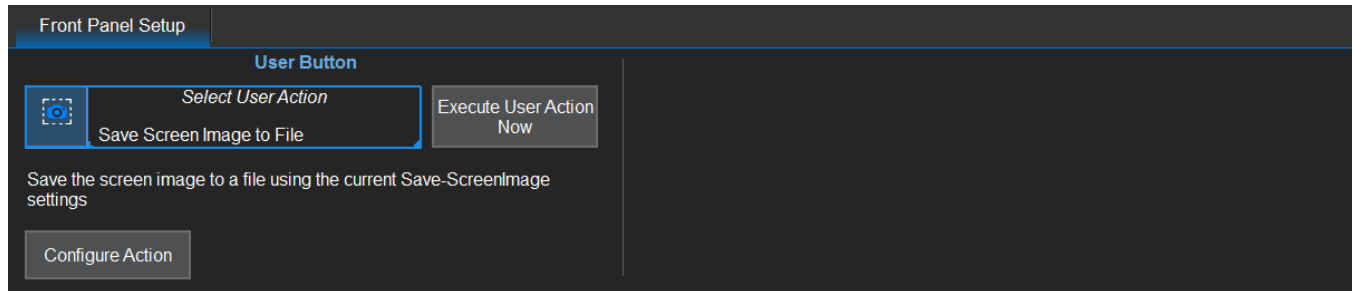 Front Panel Setup
User Button
Select User Action
Save Screen Image to File
Execute User Action
Now
Save the screen image to a file using the current Save-ScreenImage
settings
Configure Action